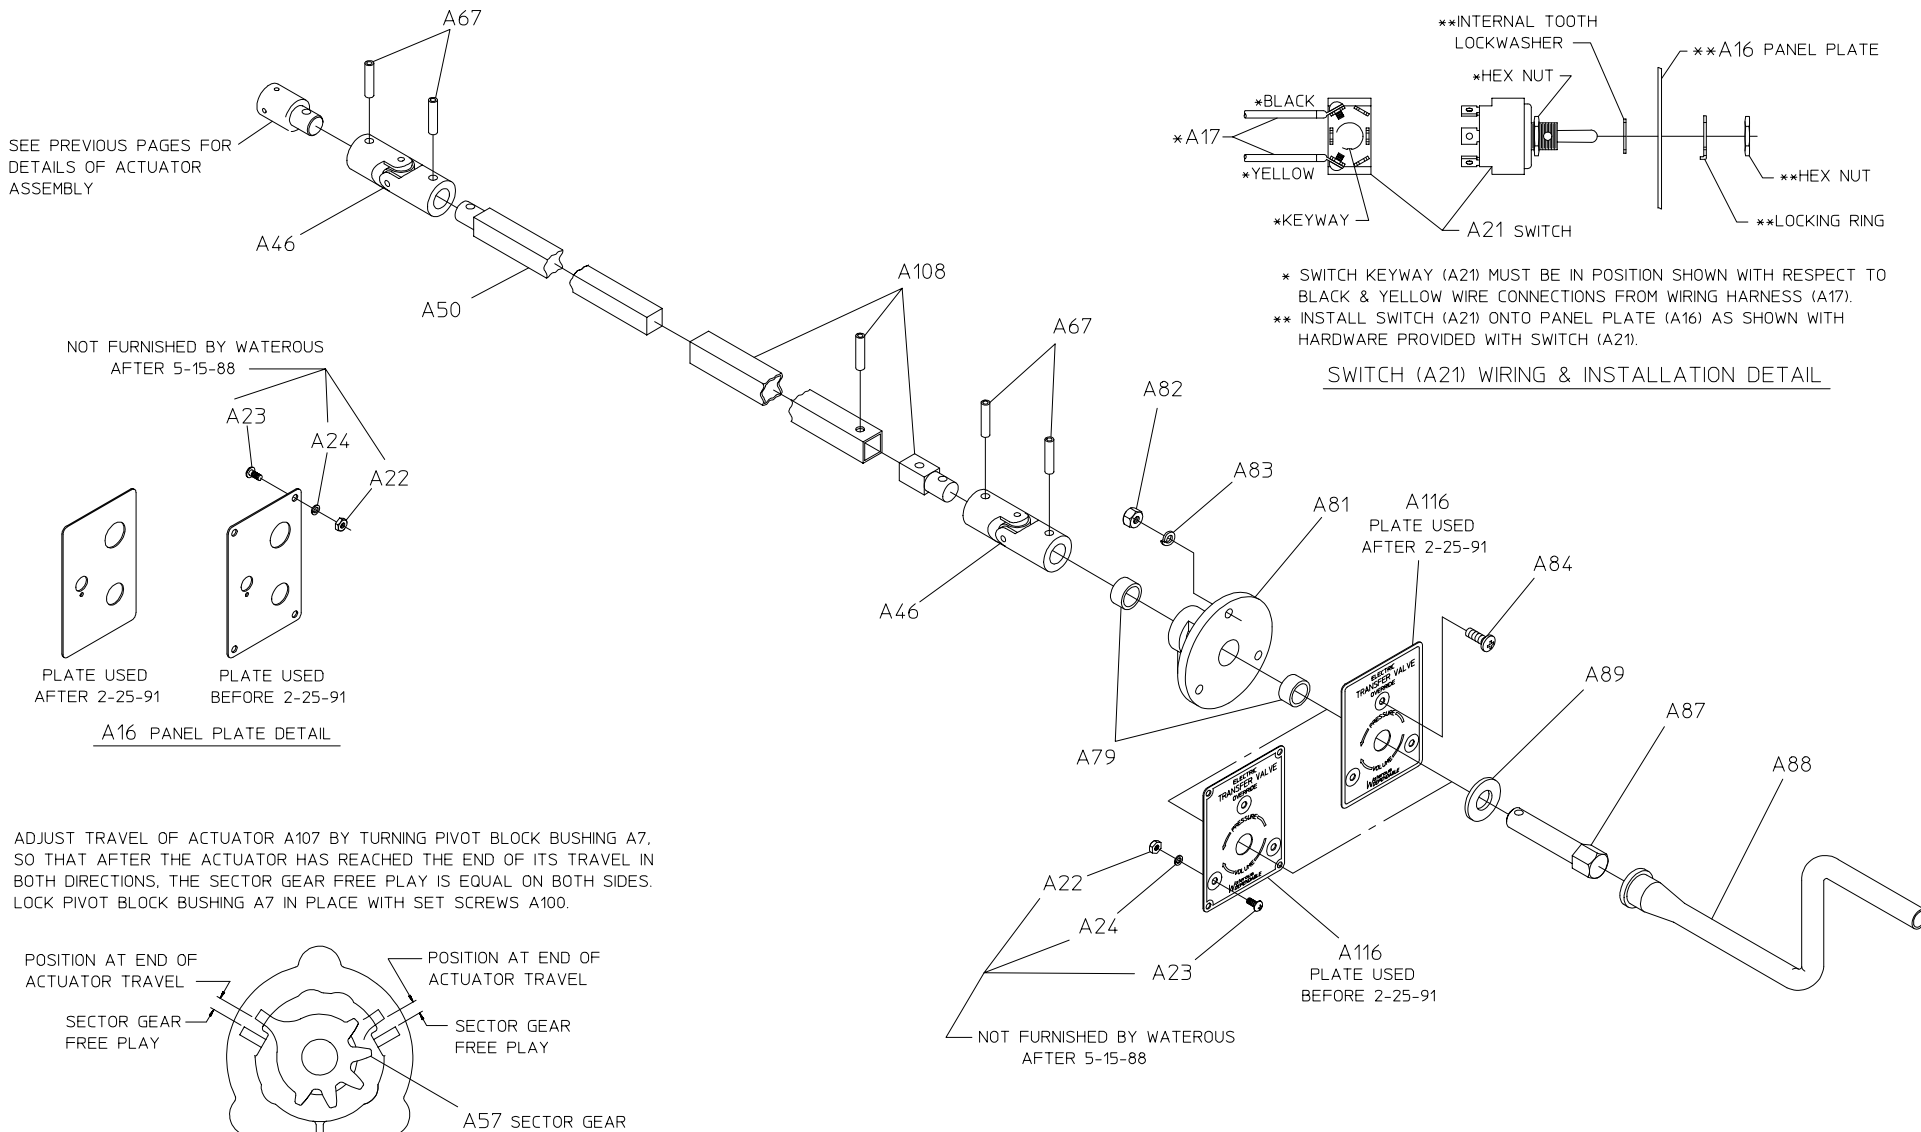 A67
SEE PREVIOUS PAGES FOR
DETAILS OF ACTUATOR
ASSEMBLY
A46
A50
A108
A67
**INTERNAL TOOTH
LOCKWASHER
**A16 PANEL PLATE
*HEX NUT
*BLACK
*A17
*YELLOW
*KEYWAY
A21 SWITCH
**HEX NUT
**LOCKING RING
* SWITCH KEYWAY (A21) MUST BE IN POSITION SHOWN WITH RESPECT TO
BLACK & YELLOW WIRE CONNECTIONS FROM WIRING HARNESS (A17).
** INSTALL SWITCH (A21) ONTO PANEL PLATE (A16) AS SHOWN WITH
HARDWARE PROVIDED WITH SWITCH (A21).
SWITCH (A21) WIRING & INSTALLATION DETAIL
NOT FURNISHED BY WATEROUS
AFTER 5-15-88
A23
A24
A22
PLATE USED
AFTER 2-25-91
PLATE USED
BEFORE 2-25-91
A16 PANEL PLATE DETAIL
A82
A83
A81
A46
A79
A116
PLATE USED
AFTER 2-25-91
A84
ELECTRIC
TRANSFER VALVE
OVERRIDE
PRESSURE
VOLUME
A89
A87
A88
ELECTRIC
TRANSFER VALVE
OVERRIDE
PRESSURE
VOLUME
A22
A24
A23
A116
PLATE USED
BEFORE 2-25-91
NOT FURNISHED BY WATEROUS
AFTER 5-15-88
ADJUST TRAVEL OF ACTUATOR A107 BY TURNING PIVOT BLOCK BUSHING A7,
SO THAT AFTER THE ACTUATOR HAS REACHED THE END OF ITS TRAVEL IN
BOTH DIRECTIONS, THE SECTOR GEAR FREE PLAY IS EQUAL ON BOTH SIDES.
LOCK PIVOT BLOCK BUSHING A7 IN PLACE WITH SET SCREWS A100.
POSITION AT END OF
ACTUATOR TRAVEL
SECTOR GEAR
FREE PLAY
POSITION AT END OF
ACTUATOR TRAVEL
SECTOR GEAR
FREE PLAY
A57 SECTOR GEAR